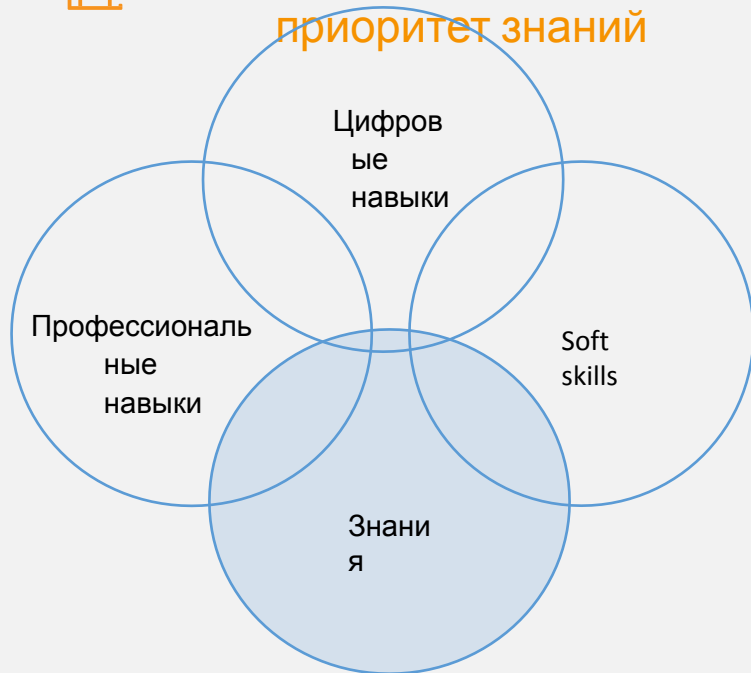 приоритет знаний
Цифров
ые
навыки
Профессиональ
ные
навыки
Soft
skills
Знани
я